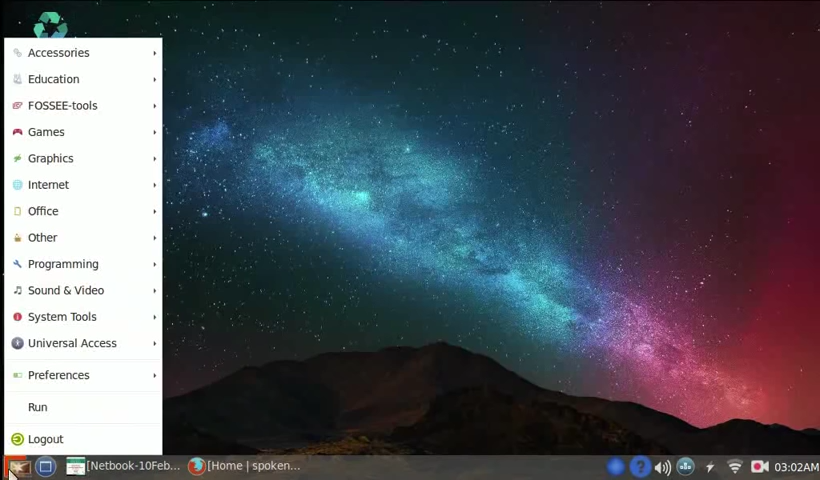 Accessories
Education
FOSSEE-tools
Games
Graphics
Internet
Office
Other
Programming
Sound & Video
System Tools
Universal Access
Preferences
Run
Logout
[Netbook-10Feb... [Home | spoken... 03:02AM